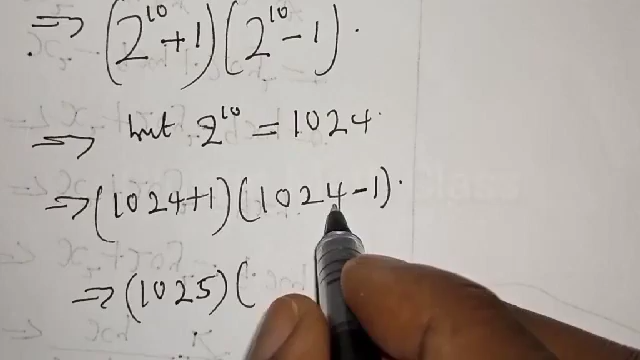 ⇒ (2¹⁰+1)(2¹⁰-1).
⇒ but 2¹⁰ = 1024.
⇒ (1024+1)(1024-1).
⇒ (1025)(